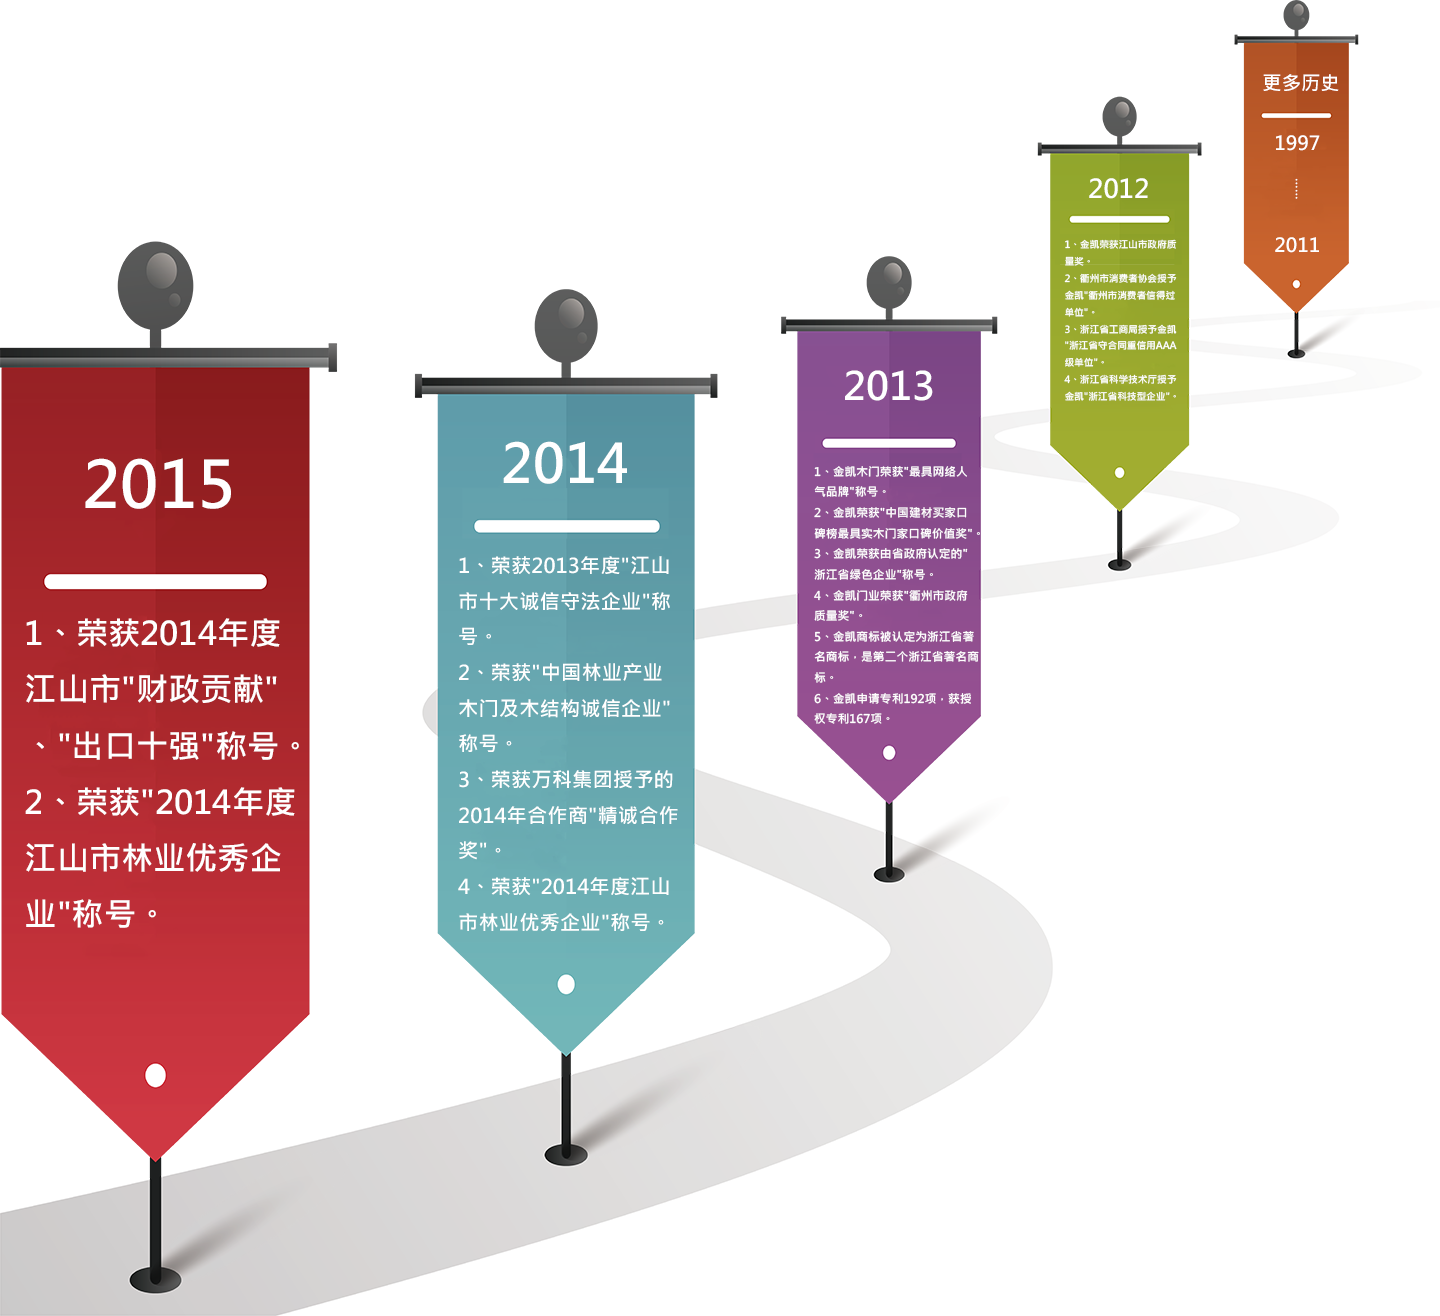 2015
1、荣获2014年度
江山市"财政贡献"
、"出口十强"称号。
2、荣获"2014年度
江山市林业优秀企
业"称号。
2014
1、荣获2013年度"江山
市十大诚信守法企业"称
号。
2、荣获"中国林业产业
木门及木结构诚信企业"
称号。
3、荣获万科集团授予的
2014年合作商"精诚合作
奖"。
4、荣获"2014年度江山
市林业优秀企业"称号。
2013
1、金凯木门荣获"最具网络人
气品牌"称号。
2、金凯荣获"中国建材买家口
碑榜最具实木门家口碑价值奖"。
3、金凯荣获由省政府认定的"
浙江省绿色企业"称号。
4、金凯门业荣获"衢州市政府
质量奖"。
5、金凯商标被认定为浙江省著
名商标，是第二个浙江省著名商
标。
6、金凯申请专利192项，获授
权专利167项。
2012
1、金凯荣获江山市政府质
量奖。
2、衢州市消费者协会授予
金凯"衢州市消费者信得过
单位"。
3、浙江省工商局授予金凯
"浙江省守合同重信用AAA
级单位"。
4、浙江省科学技术厅授予
金凯"浙江省科技型企业"。
更多历史
1997
......
2011